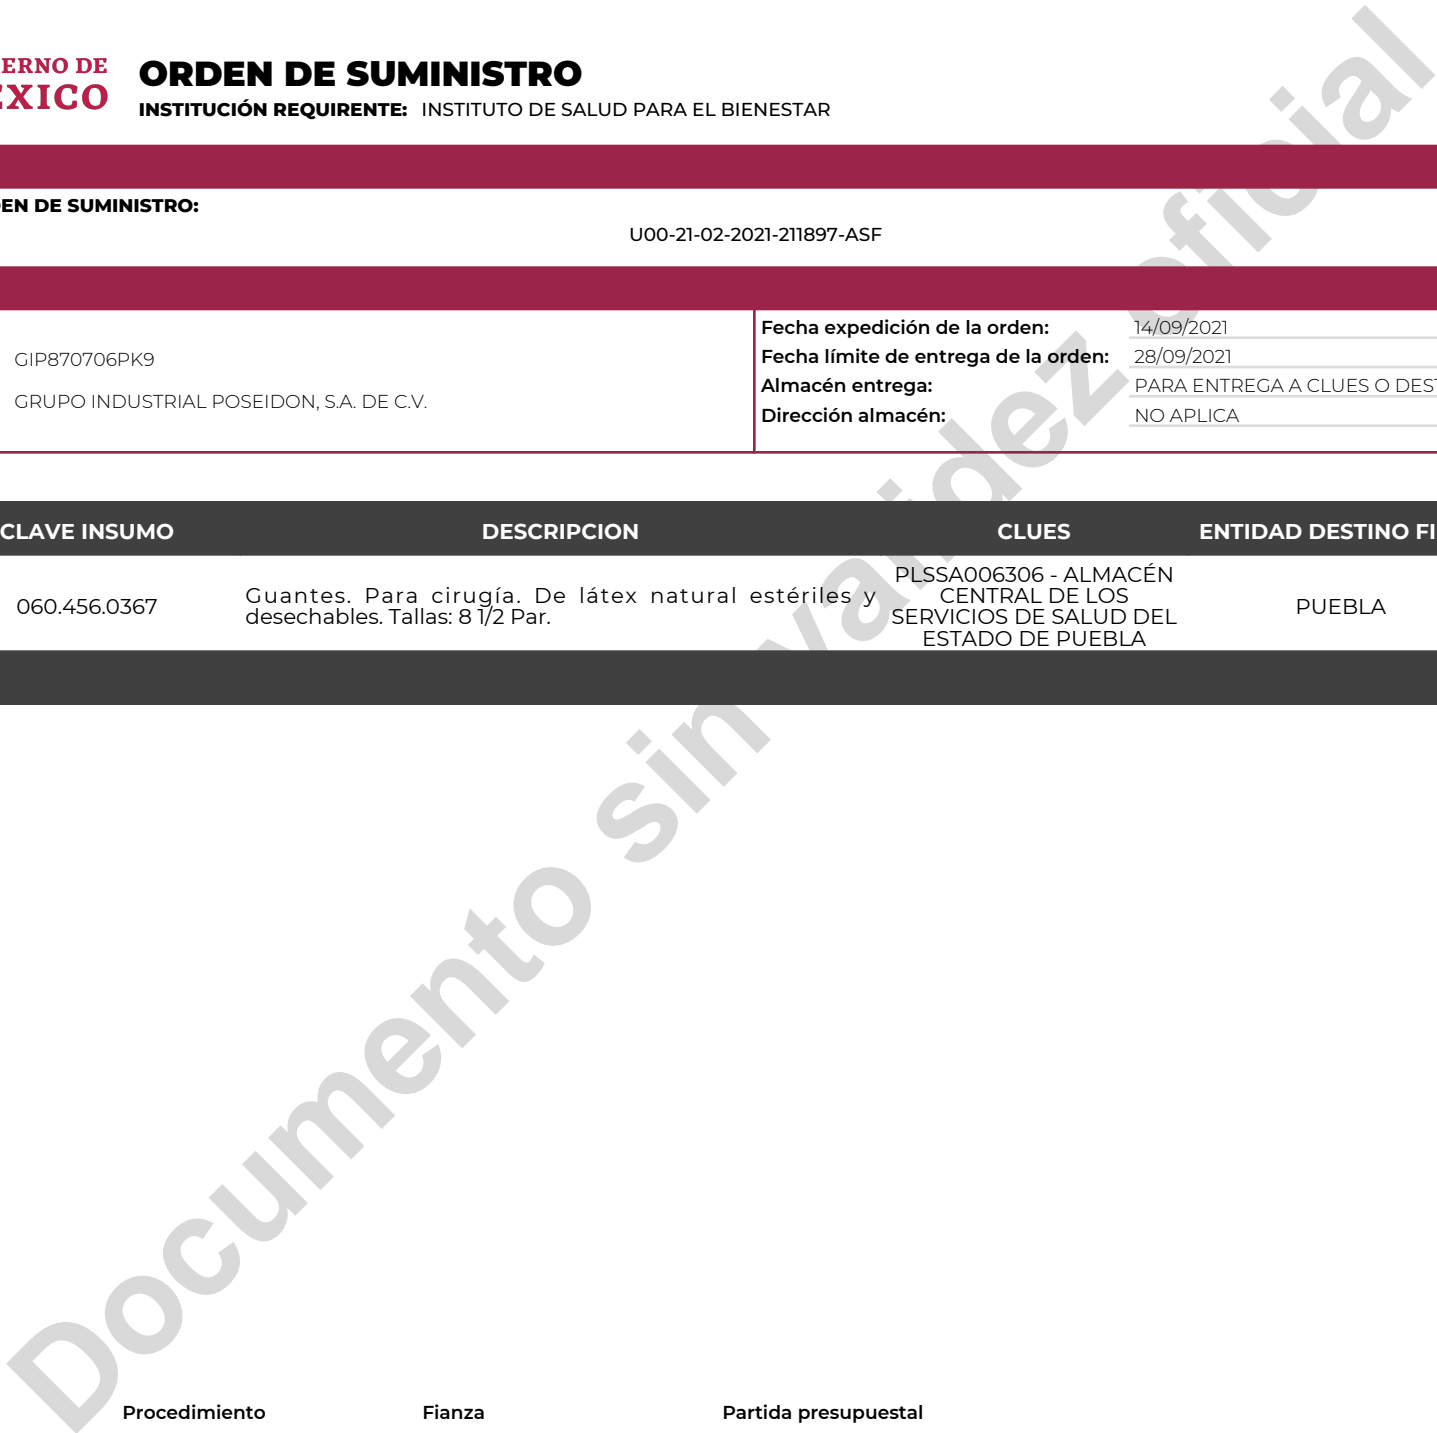 ERNO DE
EXICO
ORDEN DE SUMINISTRO
INSTITUCIÓN REQUIRENTE: INSTITUTO DE SALUD PARA EL BIENESTAR
EN DE SUMINISTRO:
U00-21-02-2021-211897-ASF
GIP870706PK9
GRUPO INDUSTRIAL POSEIDON, S.A. DE C.V.
Fecha expedición de la orden: 14/09/2021
Fecha límite de entrega de la orden: 28/09/2021
Almacén entrega: PARA ENTREGA A CLUES O DEST
Dirección almacén: NO APLICA
CLAVE INSUMO DESCRIPCION CLUES ENTIDAD DESTINO FI
060.456.0367
Guantes. Para cirugía. De látex natural estériles y
desechables. Tallas: 8 1/2 Par.
PLSSA006306 - ALMACÉN
CENTRAL DE LOS
SERVICIOS DE SALUD DEL
ESTADO DE PUEBLA
PUEBLA
Documento sin validez oficial
Procedimiento Fianza Partida presupuestal